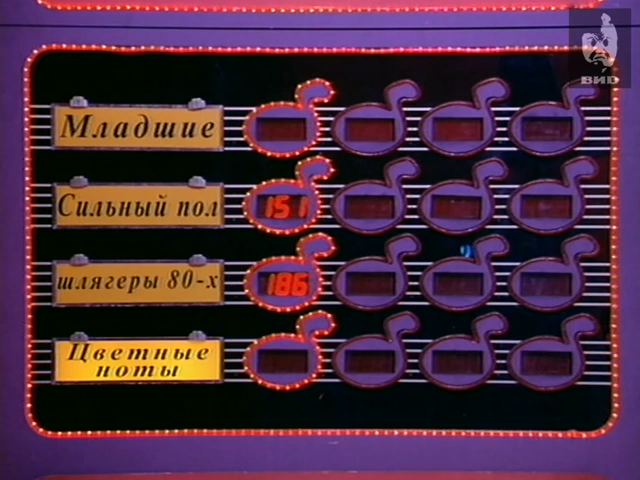 ВИD
Младшие
Сильный пол
151
шлягеры 80-х
186
Цветные
ноты